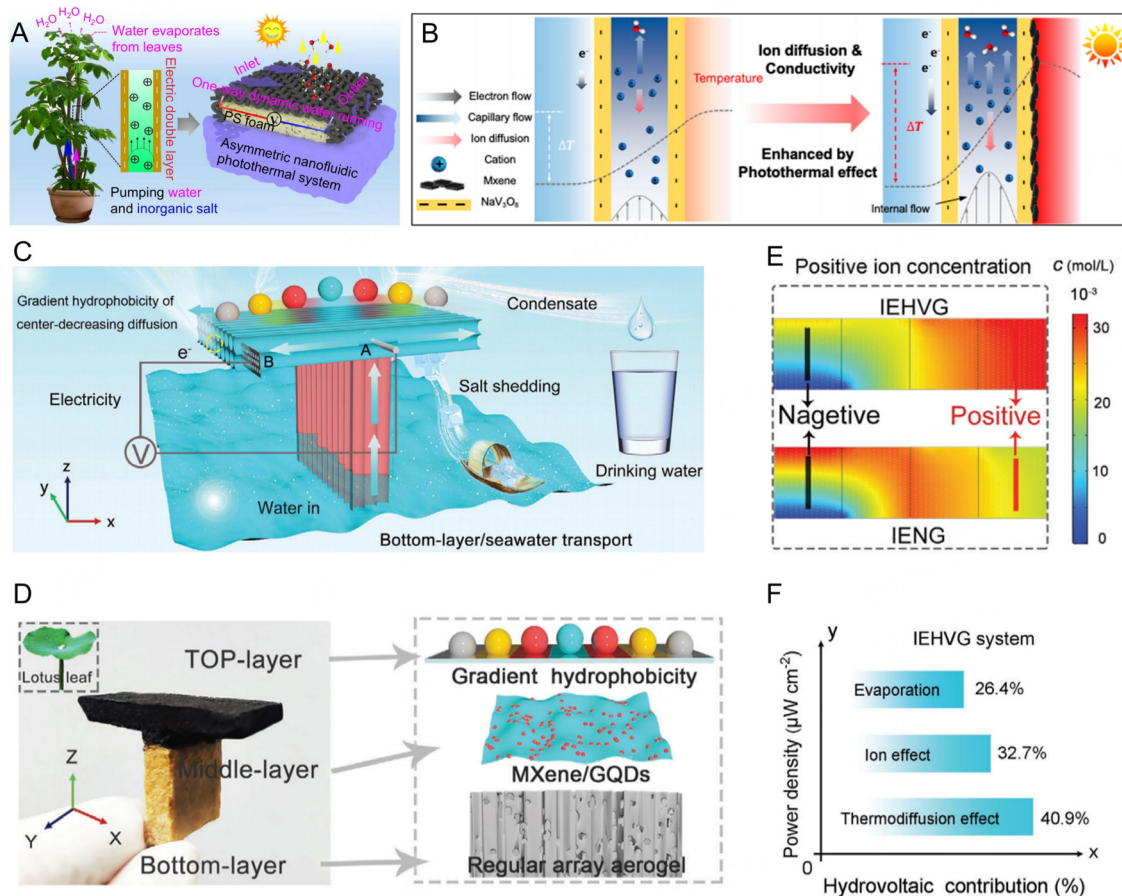 A
H₂O
H₂O
H₂O
Water evaporates
from leaves
Electric double layer
Pumping water
and inorganic salt
Inlet
Outlet
One-way dynamic water running
PS foam
V
Asymmetric nanofluidic
photothermal system
B
Electron flow
Capillary flow
Ion diffusion
Cation
Mxene
NaV₃O₈
ΔT
e⁻
Temperature
Ion diffusion &
Conductivity
Enhanced by
Photothermal effect
ΔT
e⁻
e⁻
e⁻
Internal flow
C
Gradient hydrophobicity of
center-decreasing diffusion
e⁻
B
A
Electricity
V
z
y
x
Water in
Condensate
Salt shedding
Drinking water
Bottom-layer/seawater transport
E
Positive ion concentration
C (mol/L)
10⁻³
IEHVG
30
20
10
0
Nagetive
Positive
IENG
D
Lotus leaf
TOP-layer
Middle-layer
Bottom-layer
Z
Y
X
Gradient hydrophobicity
MXene/GQDs
Regular array aerogel
F
y
IEHVG system
Power density (μW cm⁻²)
Evaporation
26.4%
Ion effect
32.7%
Thermodiffusion effect
40.9%
0
x
Hydrovoltaic contribution (%)